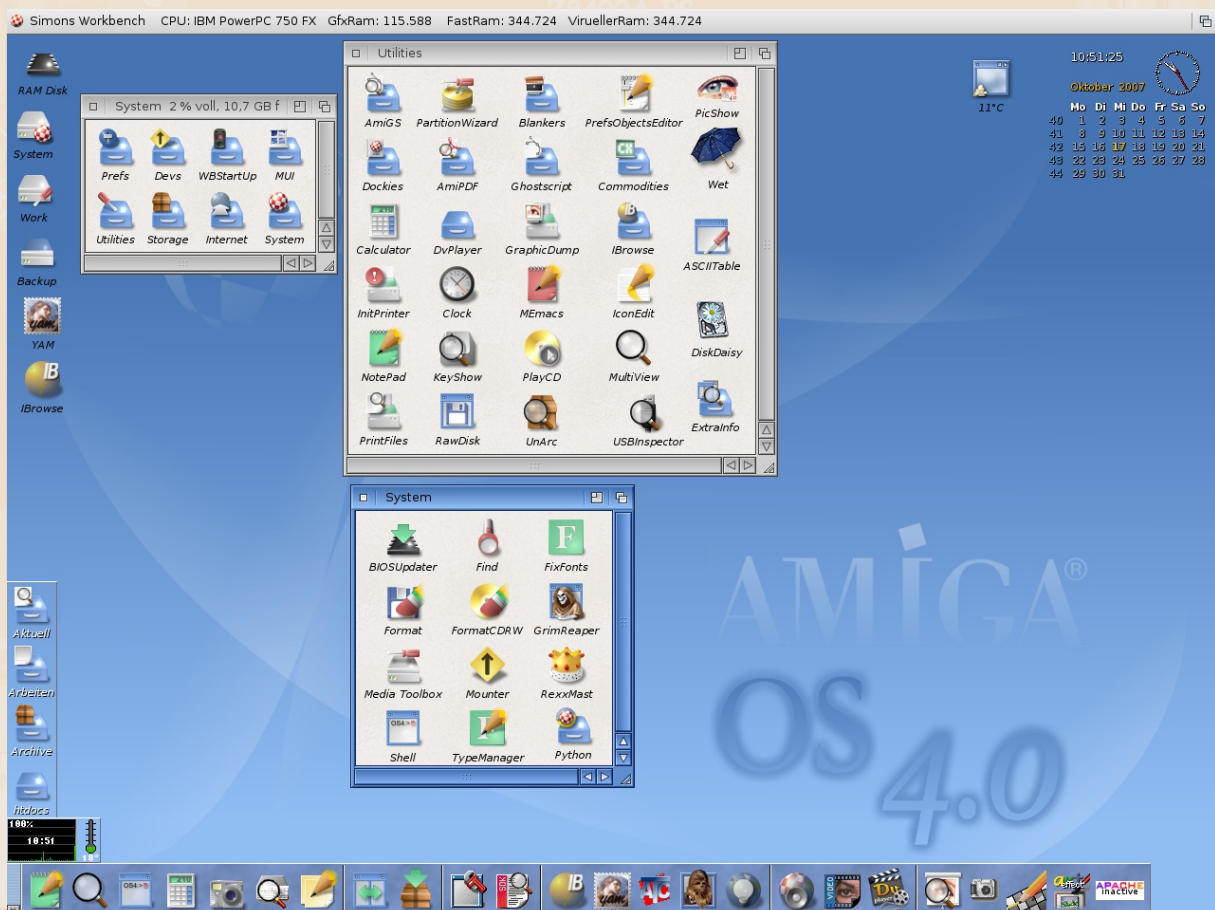 Simons Workbench CPU: IBM PowerPC 750 FX GfxRam: 115.588 FastRam: 344.724 ViruellerRam: 344.724
RAM Disk
System
Work
Backup
YAM
IBrowse
System 2 % voll, 10,7 GB f
Prefs Devs WBStartUp MUI
Utilities Storage Internet System
Utilities
AmiGS PartitionWizard Blankers PrefsObjectsEditor PicShow
Dockies AmiPDF Ghostscript Commodities Wet
Calculator DvPlayer GraphicDump IBrowse ASCIITable
InitPrinter Clock MEmacs IconEdit DiskDaisy
NotePad KeyShow PlayCD MultiView ExtraInfo
PrintFiles RawDisk UnArc USBInspector
11°C
10:51:25
Oktober 2007
Mo Di Mi Do Fr Sa So
40 1 2 3 4 5 6 7
41 8 9 10 11 12 13 14
42 15 16 17 18 19 20 21
43 22 23 24 25 26 27 28
44 29 30 31
System
BIOSUpdater Find FixFonts
Format FormatCDRW GrimReaper
Media Toolbox Mounter RexxMast
Shell TypeManager Python
AMIGA®
OS 4.0
Aktuell
Arbeiten
Archive
htdocs
100%
10:51
APACHE
inactive